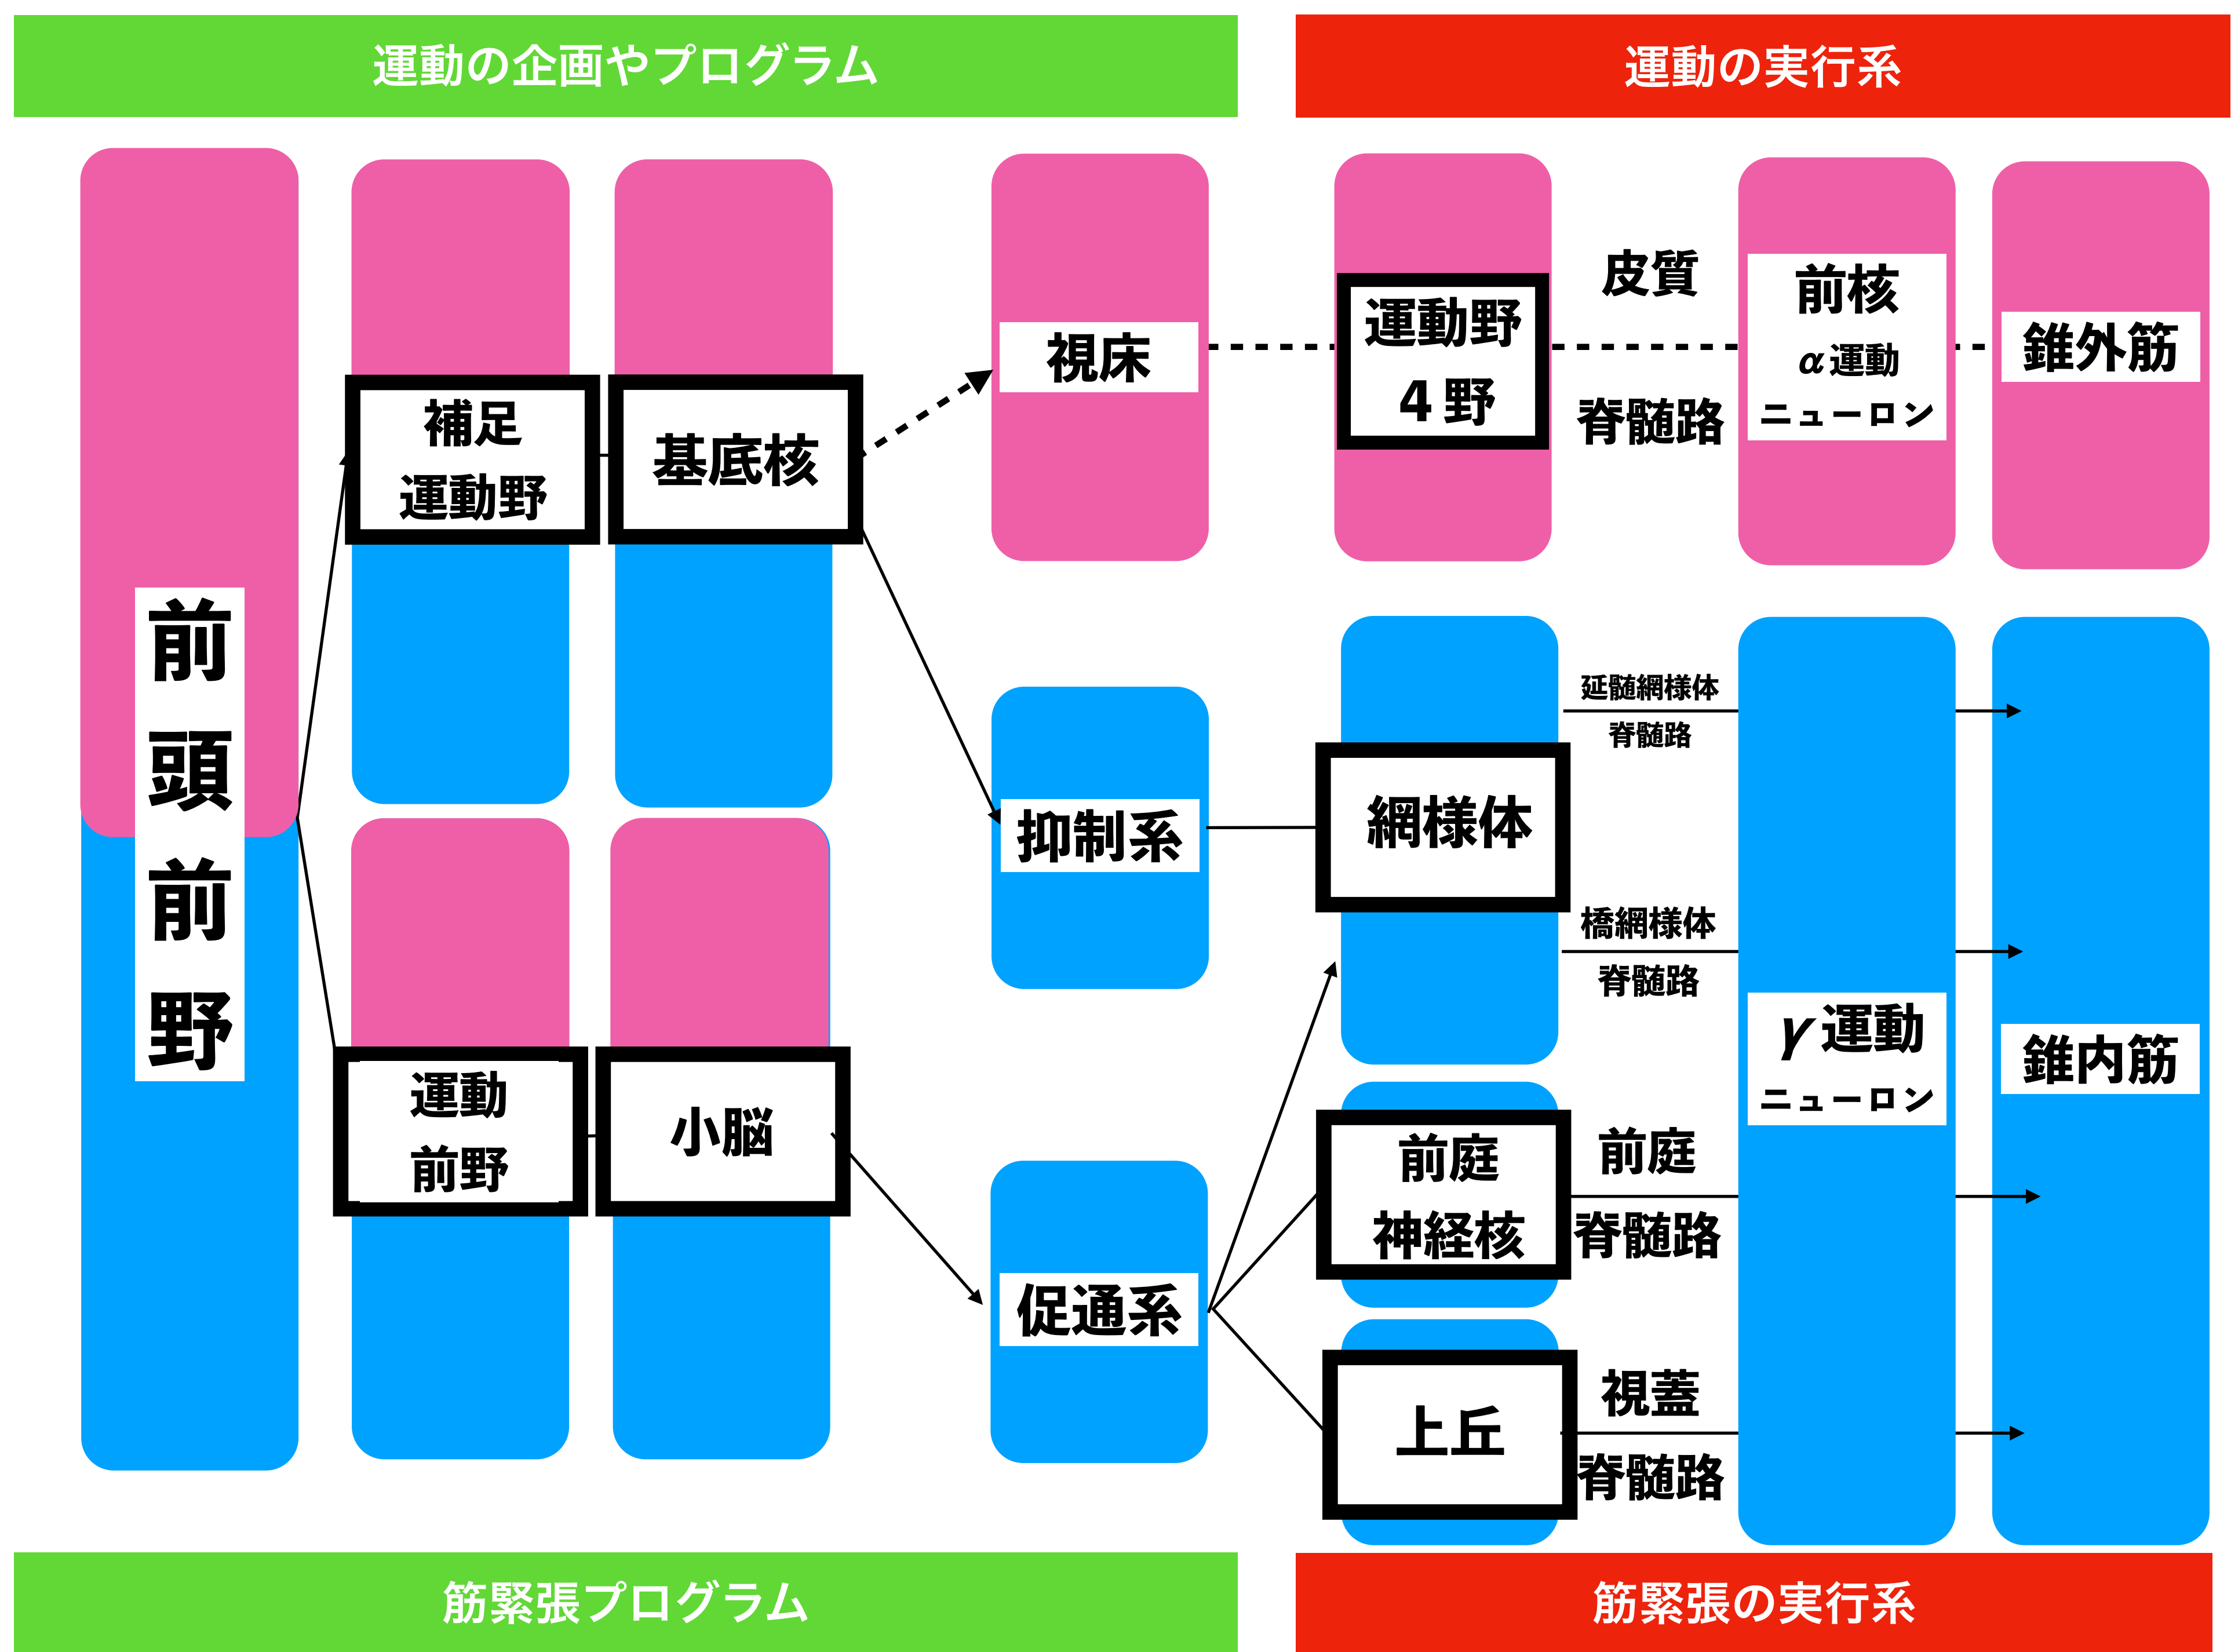 運動の企画やプログラム
運動の実行系
前頭前野
補足
運動野
基底核
視床
運動野
4 野
皮質
脊髄路
前核
α 運動
ニューロン
錐外筋
抑制系
網様体
延髄網様体
脊髄路
橋網様体
脊髄路
γ 運動
ニューロン
錐内筋
運動
前野
小脳
促通系
前庭
神経核
前庭
脊髄路
上丘
視蓋
脊髄路
筋緊張プログラム
筋緊張の実行系